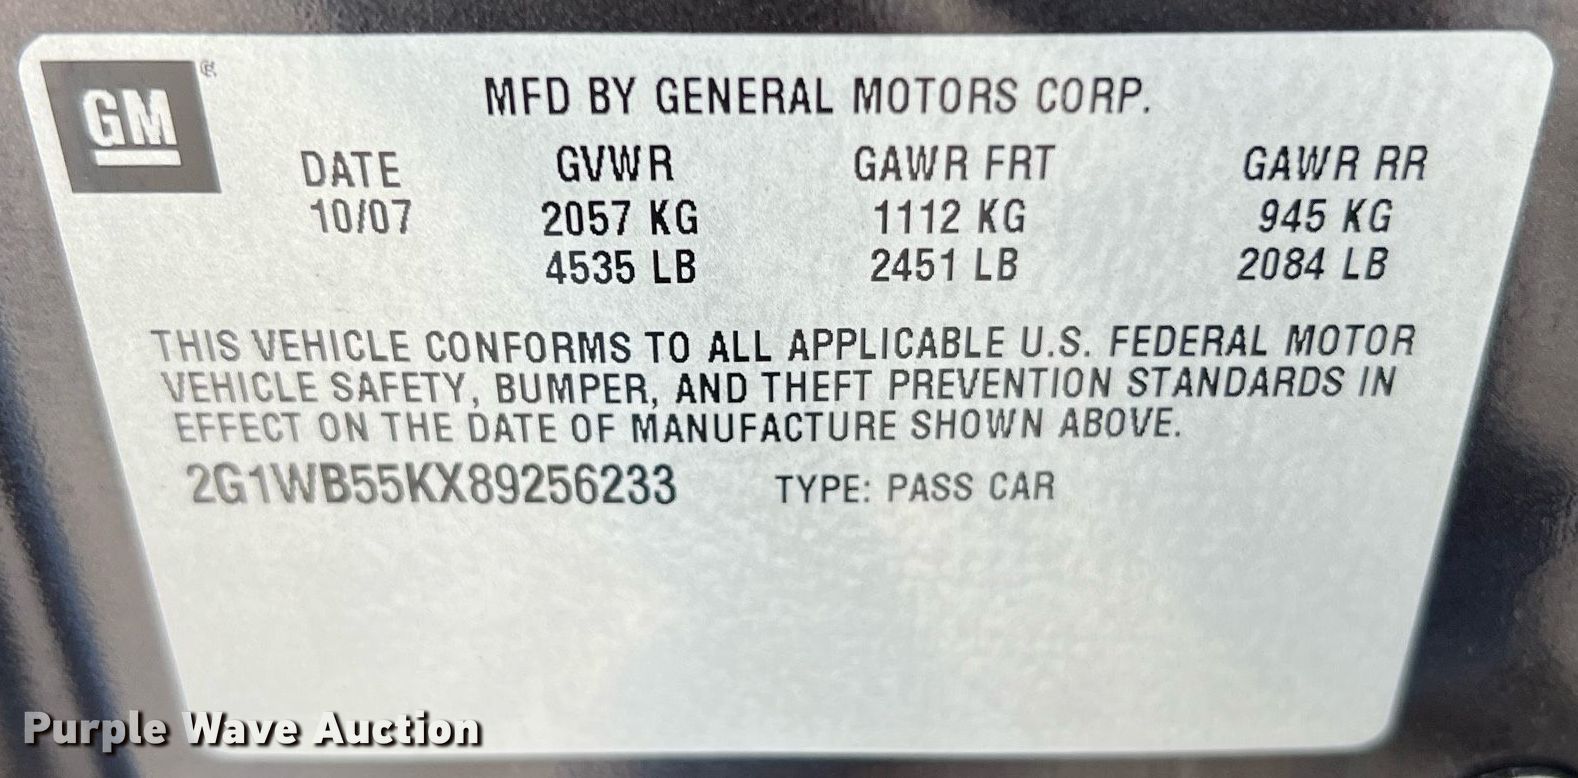 GM
MFD BY GENERAL MOTORS CORP.
DATE GVWR GAWR FRT GAWR RR
10/07 2057 KG 1112 KG 945 KG
4535 LB 2451 LB 2084 LB
THIS VEHICLE CONFORMS TO ALL APPLICABLE U.S. FEDERAL MOTOR
VEHICLE SAFETY, BUMPER, AND THEFT PREVENTION STANDARDS IN
EFFECT ON THE DATE OF MANUFACTURE SHOWN ABOVE.
2G1WB55KX89256233 TYPE: PASS CAR
Purple Wave Auction